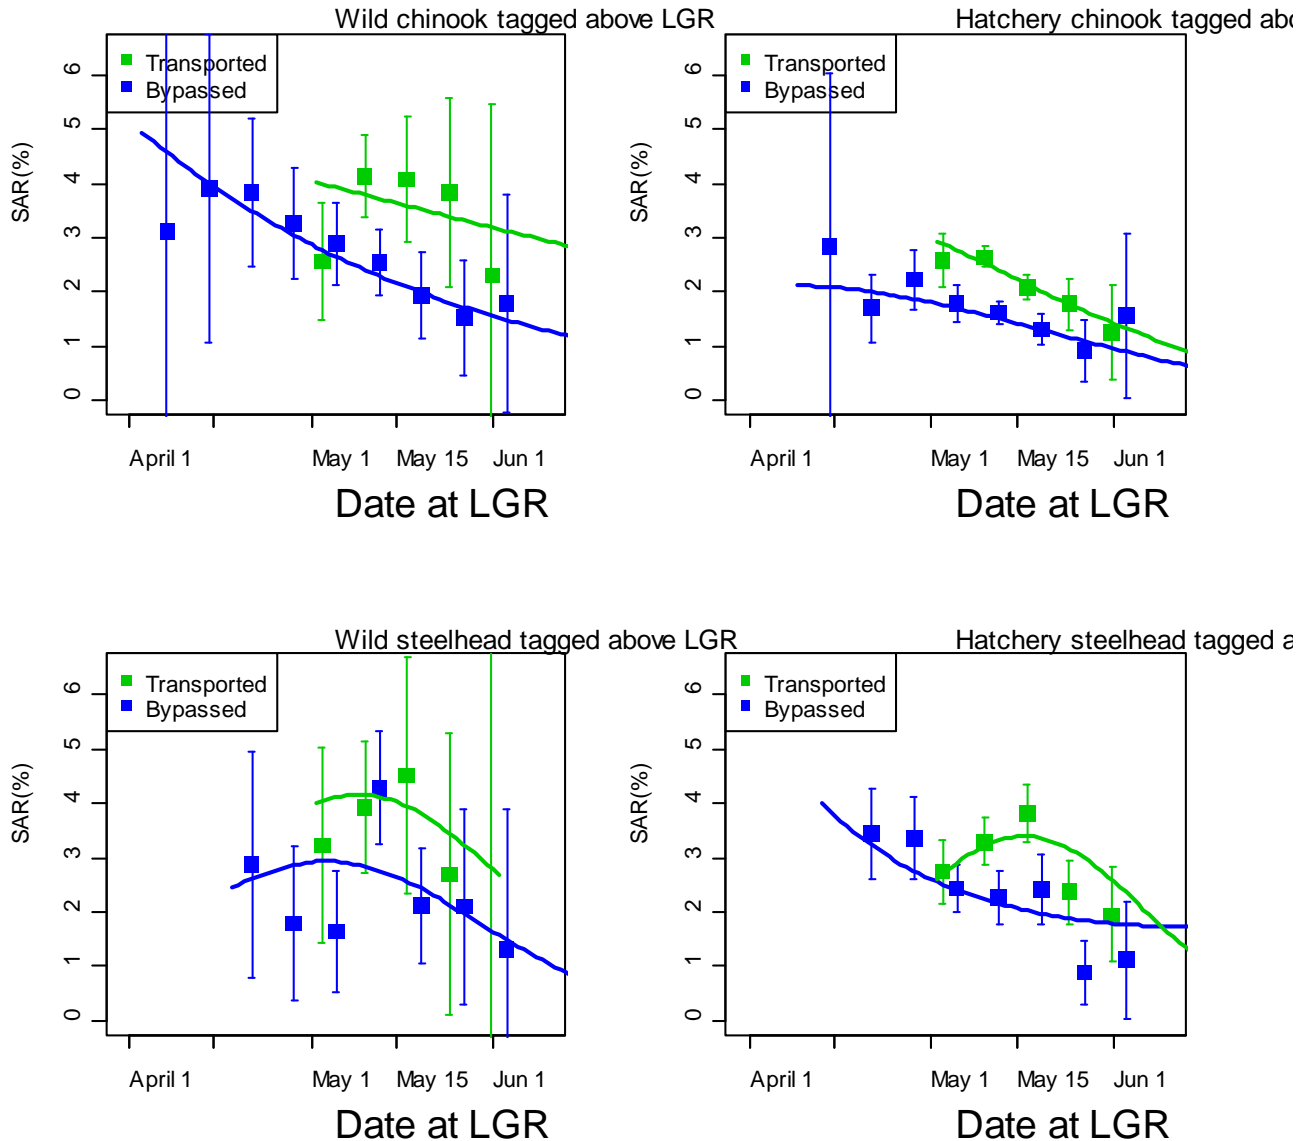 Wild chinook tagged above LGR
Transported
Bypassed
SAR(%)
6
5
4
3
2
1
0
April 1 May 1 May 15 Jun 1
Date at LGR
Hatchery chinook tagged abo
Transported
Bypassed
SAR(%)
6
5
4
3
2
1
0
April 1 May 1 May 15 Jun 1
Date at LGR
Wild steelhead tagged above LGR
Transported
Bypassed
SAR(%)
6
5
4
3
2
1
0
April 1 May 1 May 15 Jun 1
Date at LGR
Hatchery steelhead tagged a
Transported
Bypassed
SAR(%)
6
5
4
3
2
1
0
April 1 May 1 May 15 Jun 1
Date at LGR